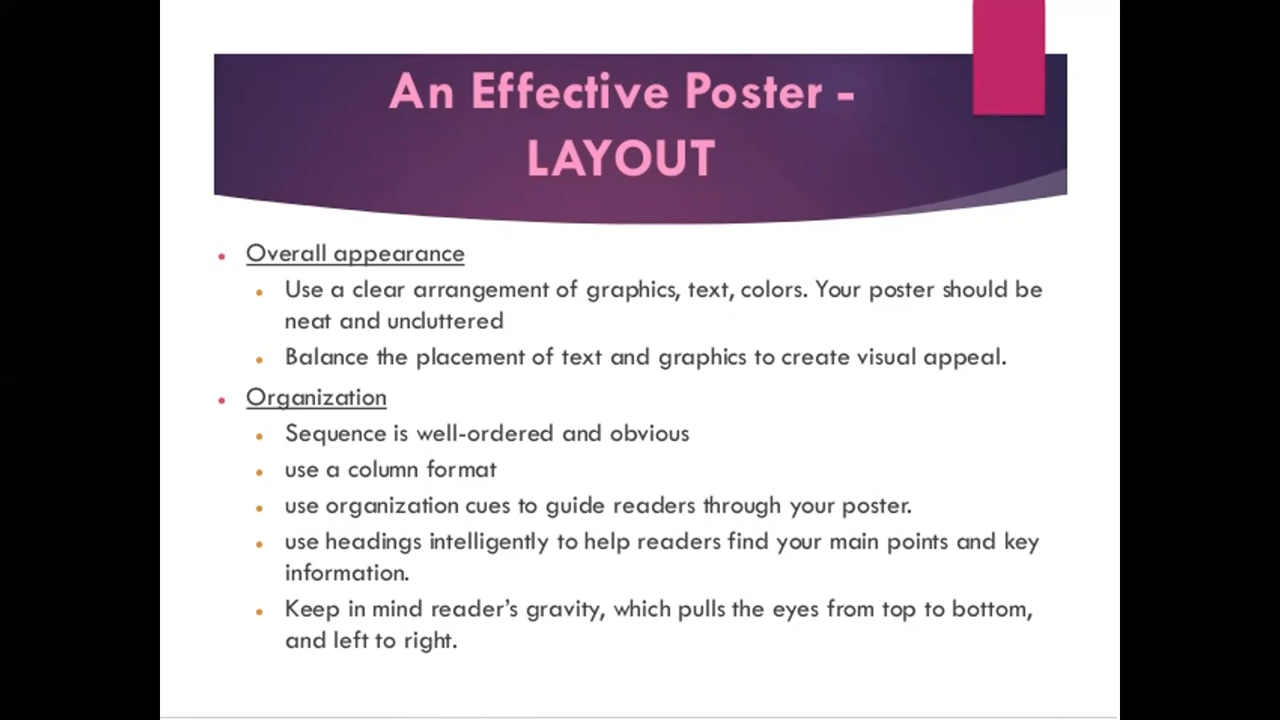 An Effective Poster -
LAYOUT
Overall appearance
Use a clear arrangement of graphics, text, colors. Your poster should be
neat and uncluttered
Balance the placement of text and graphics to create visual appeal.
Organization
Sequence is well-ordered and obvious
use a column format
use organization cues to guide readers through your poster.
use headings intelligently to help readers find your main points and key
information.
Keep in mind reader’s gravity, which pulls the eyes from top to bottom,
and left to right.